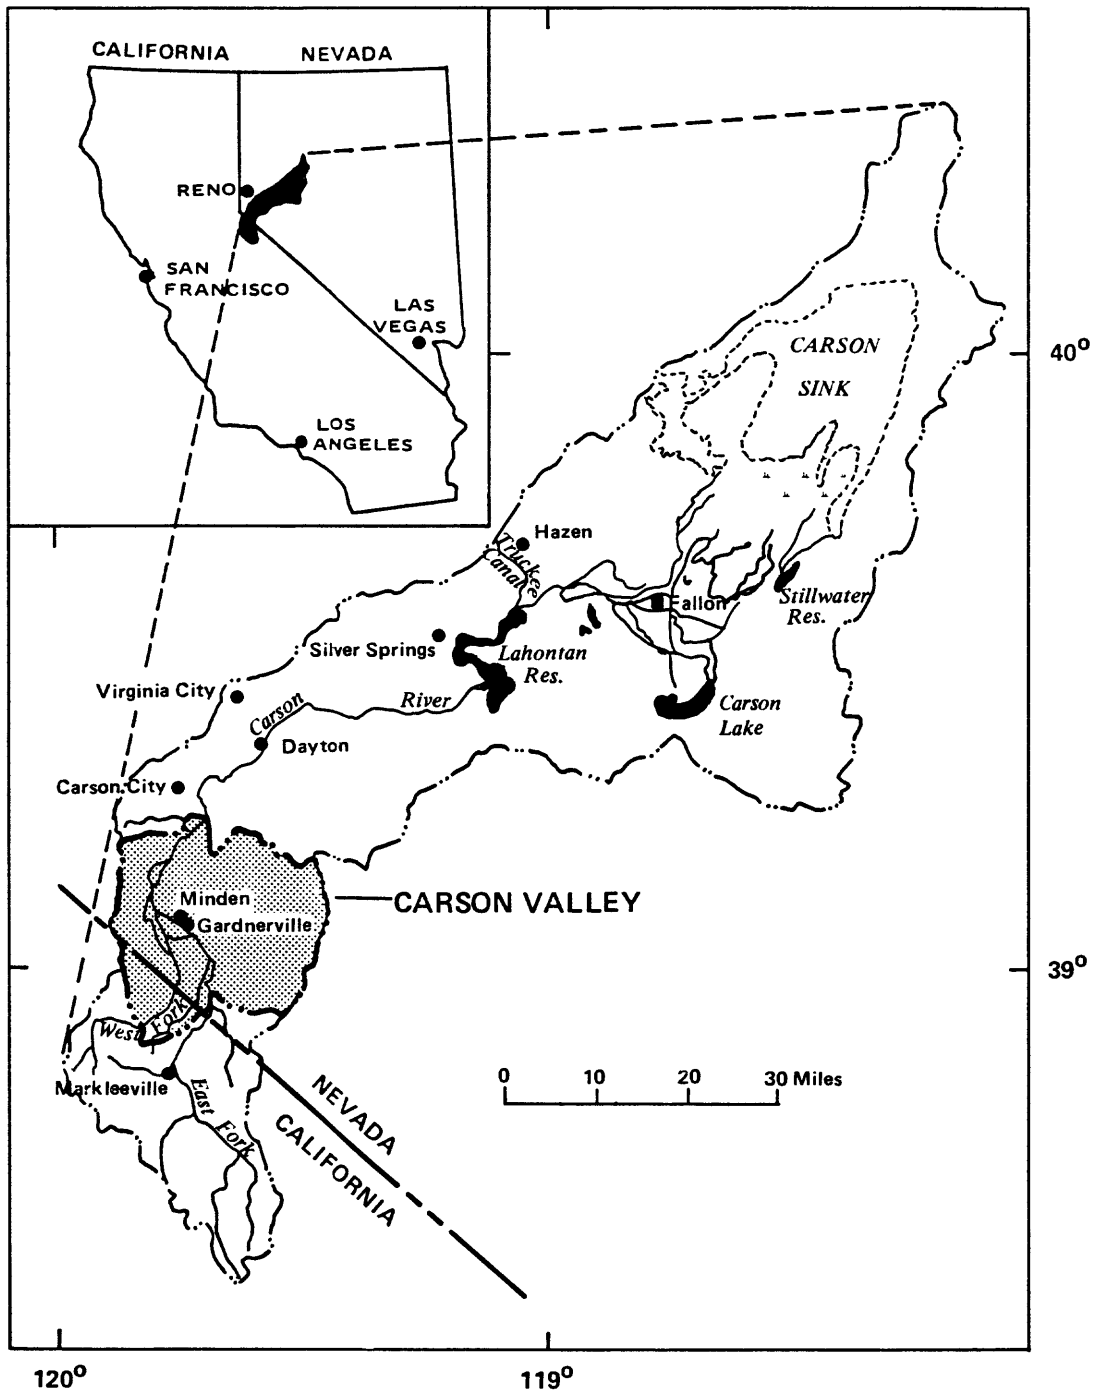 CALIFORNIA NEVADA
RENO
SAN
FRANCISCO
LAS
VEGAS
LOS
ANGELES
CARSON
SINK
40°
Hazen
Truckee
Canal
Fallon
Stillwater
Res.
Silver Springs
Lahontan
Res.
Virginia City
Carson River
Carson
Lake
Dayton
Carson City
Minden
Gardnerville
CARSON VALLEY
39°
West Fork
Markleeville
East Fork
NEVADA
CALIFORNIA
0 10 20 30 Miles
120° 119°